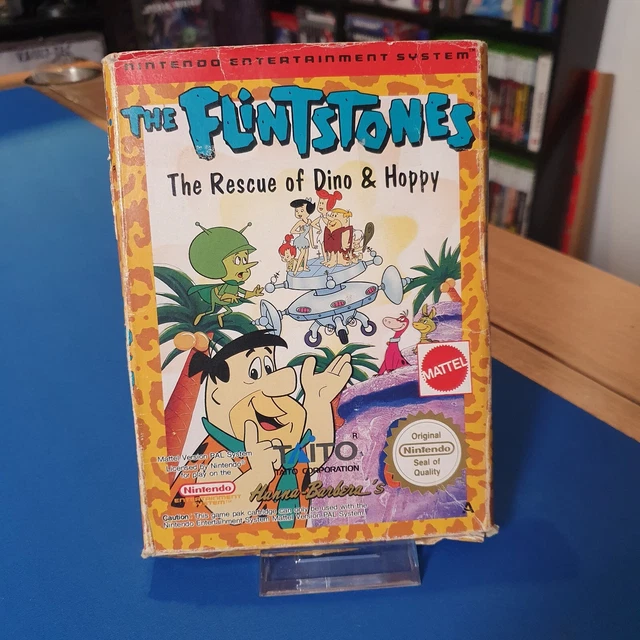 NINTENDO ENTERTAINMENT SYSTEM
THE FLINTSTONES
The Rescue of Dino & Hoppy
MATTEL
Original
Nintendo
Seal of
Quality
TAITO®
TAITO CORPORATION
Hanna-Barbera's
Mattel Version PAL System
Licensed by Nintendo
for play on the
Nintendo
ENTERTAINMENT
SYSTEM
Caution: This game pak cartridge can only be used with the
Nintendo Entertainment System Mattel Version PAL System
A